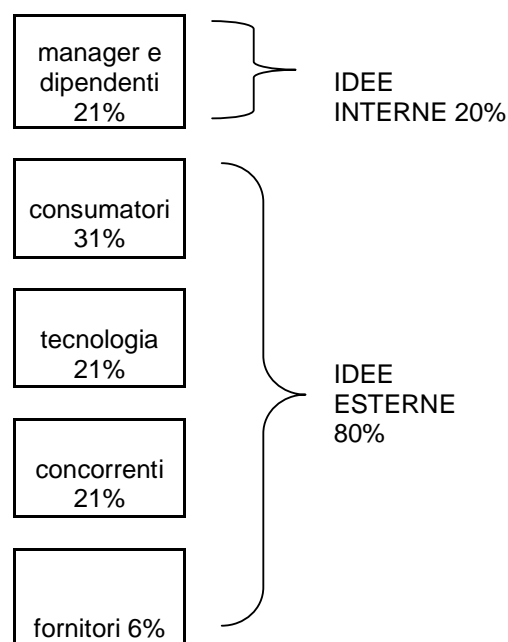 manager e
dipendenti
21%
IDEE
INTERNE 20%
consumatori
31%
tecnologia
21%
concorrenti
21%
fornitori 6%
IDEE
ESTERNE
80%